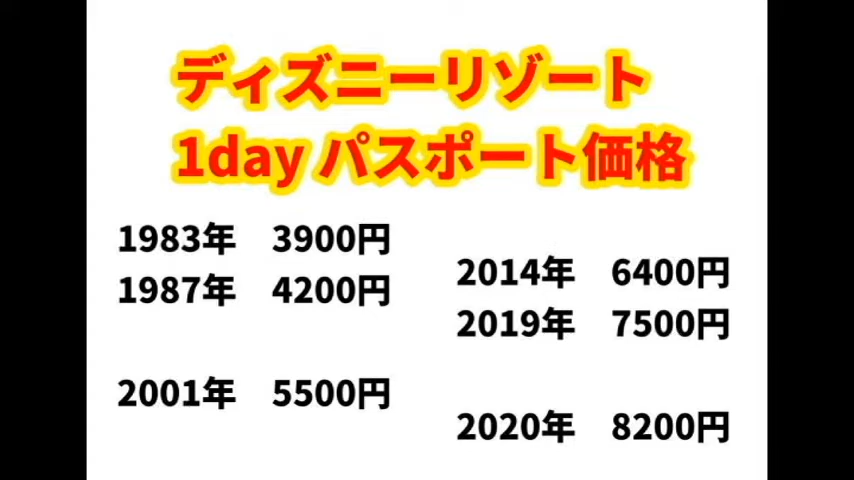 ディズニーリゾート
1day パスポート価格
1983年　3900円
1987年　4200円
2001年　5500円
2014年　6400円
2019年　7500円
2020年　8200円